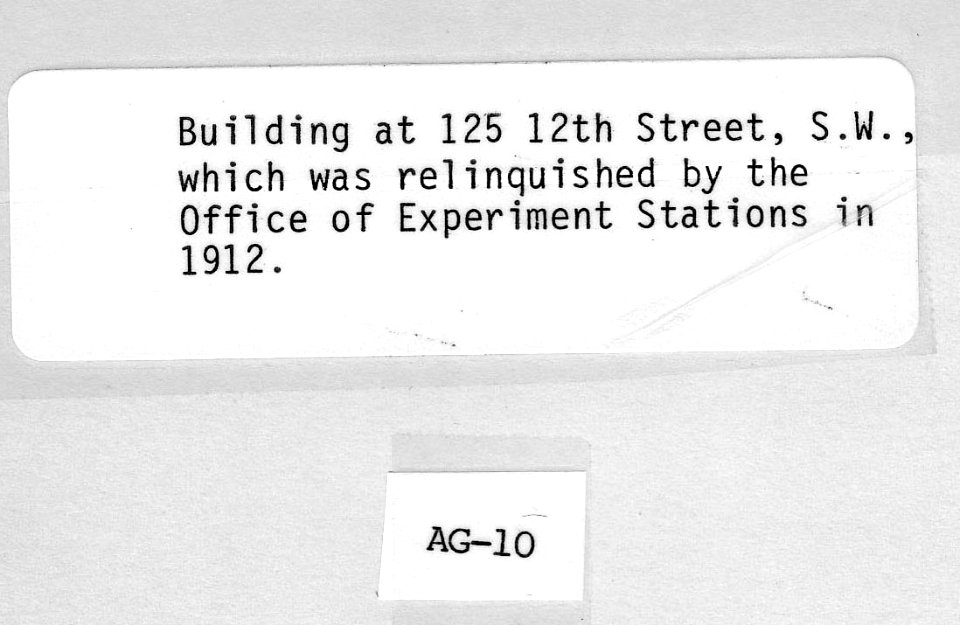 Building at 125 12th Street, S.W.,
which was relinquished by the
Office of Experiment Stations in
1912.
AG-10